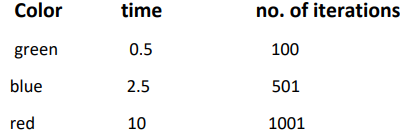 Color time no. of iterations
green 0.5 100
blue 2.5 501
red 10 1001